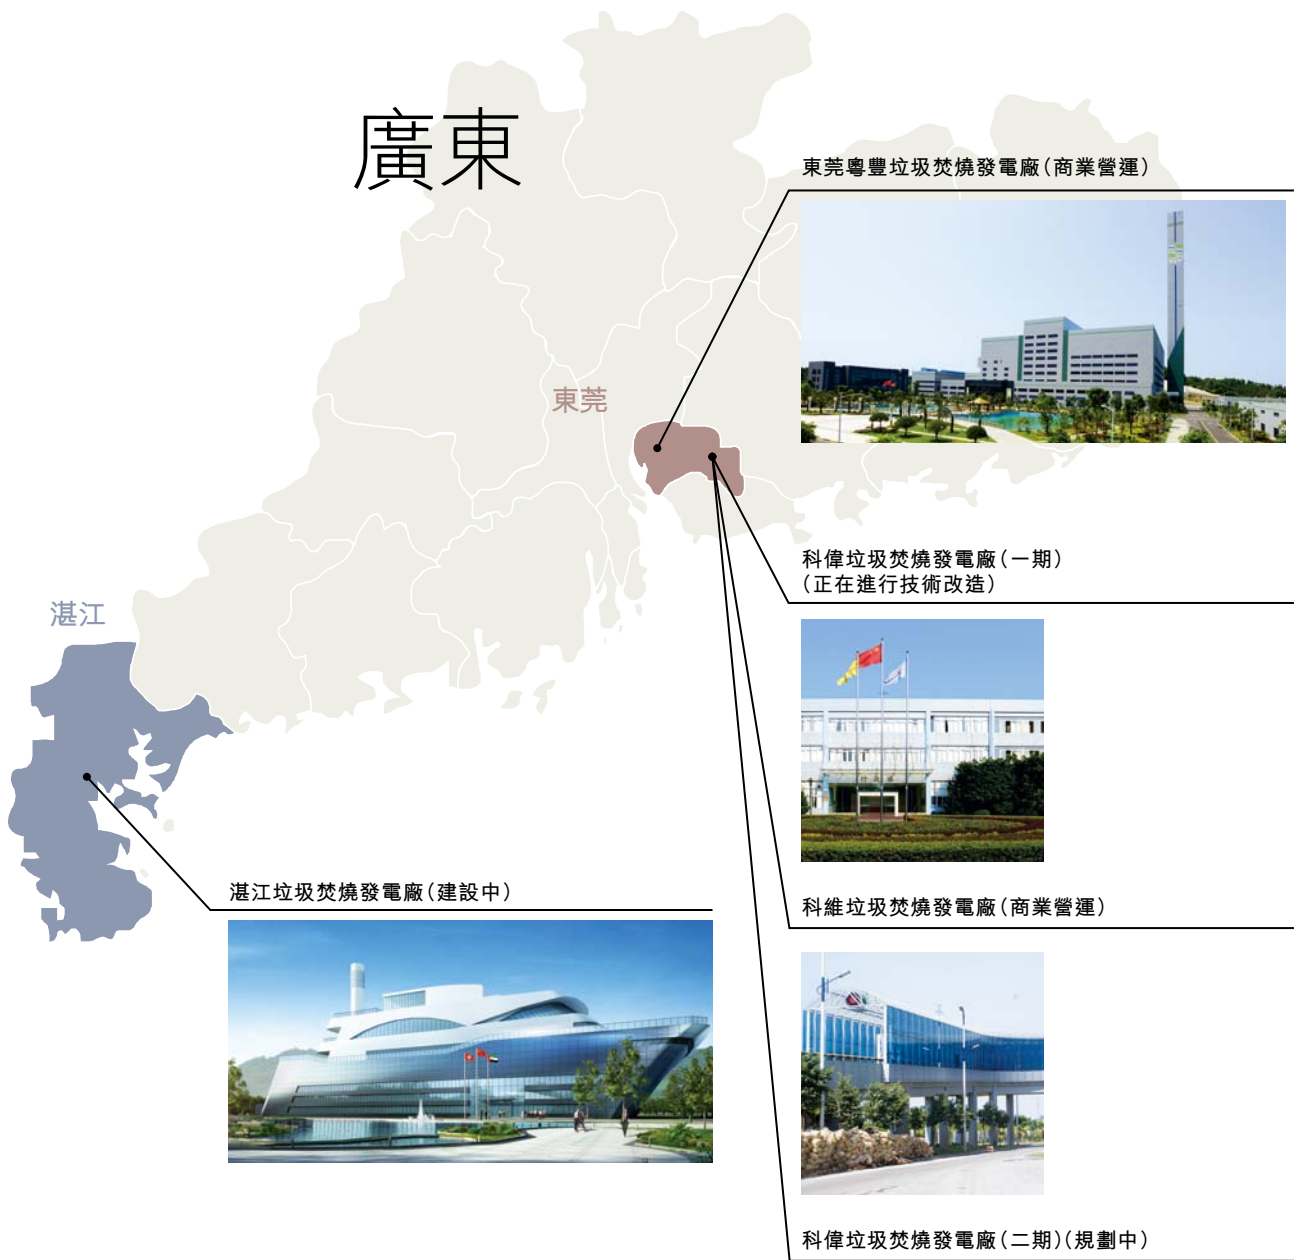 廣東
東莞粵豐垃圾焚燒發電廠(商業營運)
東莞
科偉垃圾焚燒發電廠(一期)
(正在進行技術改造)
湛江
湛江垃圾焚燒發電廠(建設中)
科維垃圾焚燒發電廠(商業營運)
科偉垃圾焚燒發電廠(二期)(規劃中)